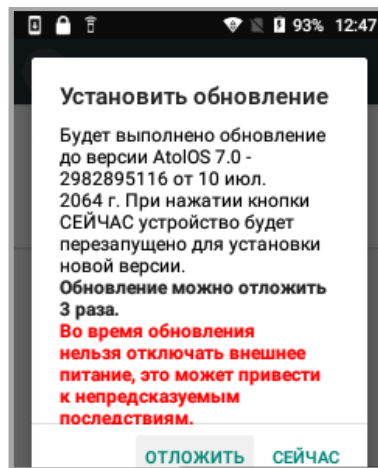 93% 12:47
Установить обновление
Будет выполнено обновление
до версии AtolOS 7.0 -
2982895116 от 10 июл.
2064 г. При нажатии кнопки
СЕЙЧАС устройство будет
перезапущено для установки
новой версии.
Обновление можно отложить
3 раза.
Во время обновления
нельзя отключать внешнее
питание, это может привести
к непредсказуемым
последствиям.
ОТЛОЖИТЬ СЕЙЧАС